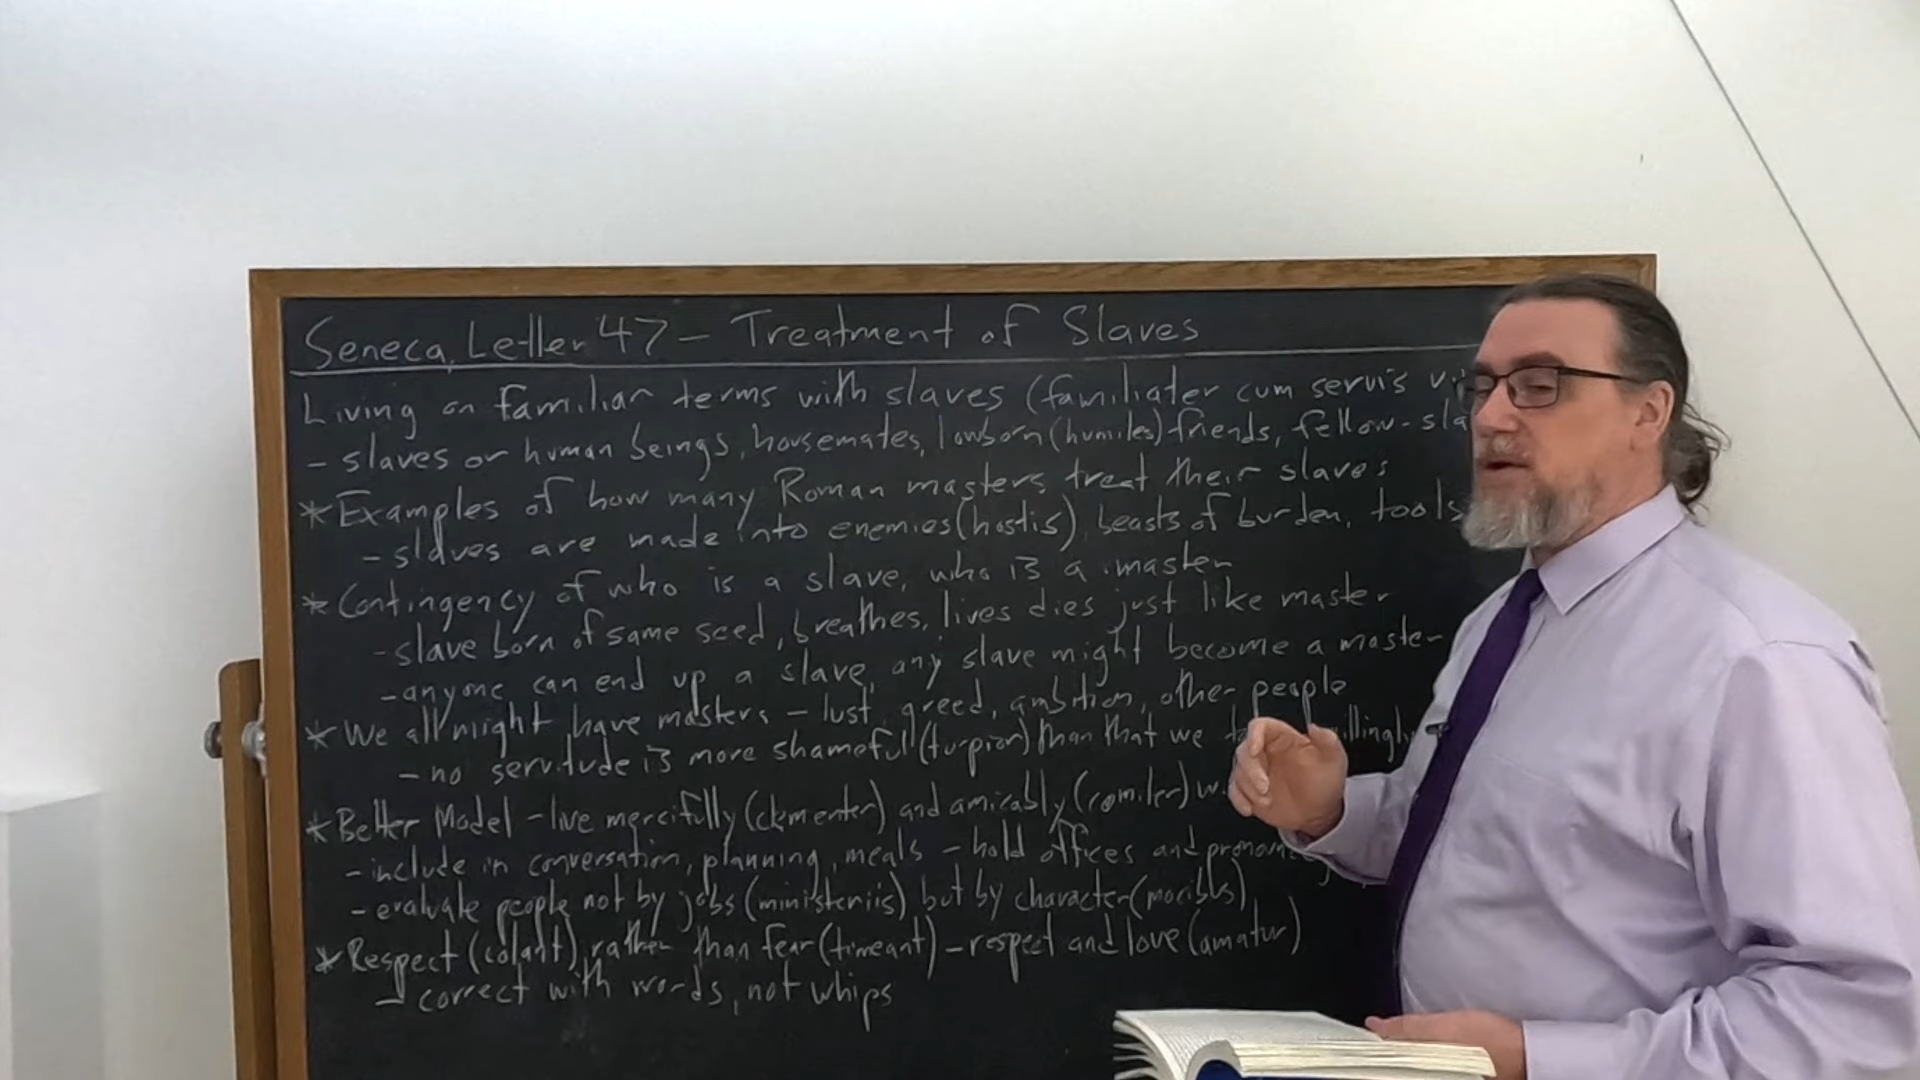 Seneca, Letter 47 – Treatment of Slaves
Living on familiar terms with slaves (familiater cum servis
- slaves or human beings, housemates, lowborn (humiles) friends, fellow-sla
* Examples of how many Roman masters treat their slaves
- slaves are made into enemies (hostis), beasts of burden, tools
* Contingency of who is a slave, who is a master
- slave born of same seed, breathes, lives dies just like master
- anyone can end up a slave, any slave might become a master
* We all might have masters – lust, greed, ambition, other people
- no servitude is more shameful (turpior) than that we
* Better Model – live mercifully (clementer) and amicably (comiter)
- include in conversation, planning, meals – hold offices and
- evaluate people not by jobs (ministeriis) but by character (moribus)
* Respect (colant) rather than fear (timeant) – respect and love (amatur)
- correct with words, not whips